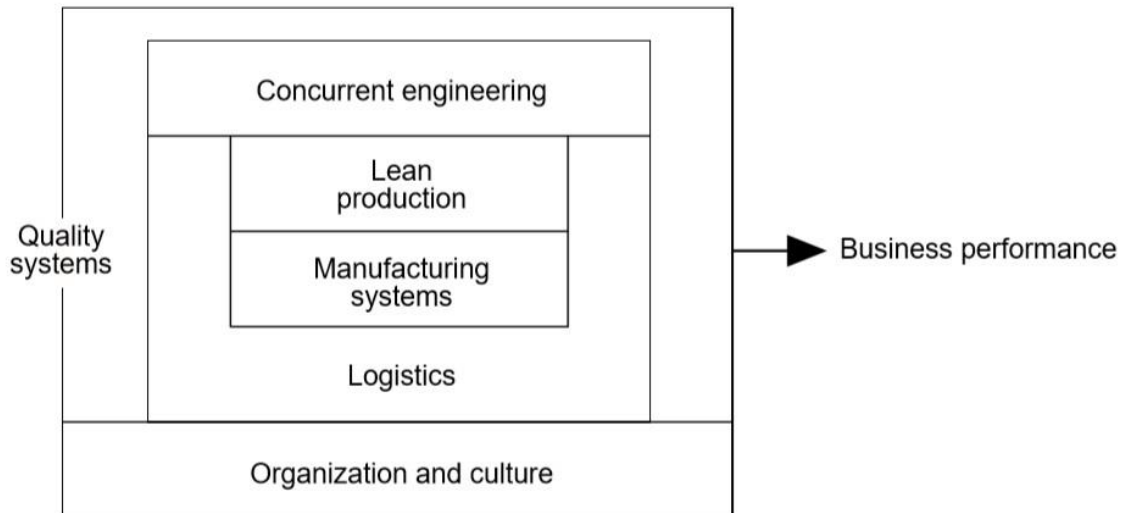 Concurrent engineering
Lean
production
Quality
systems
Manufacturing
systems
Business performance
Logistics
Organization and culture